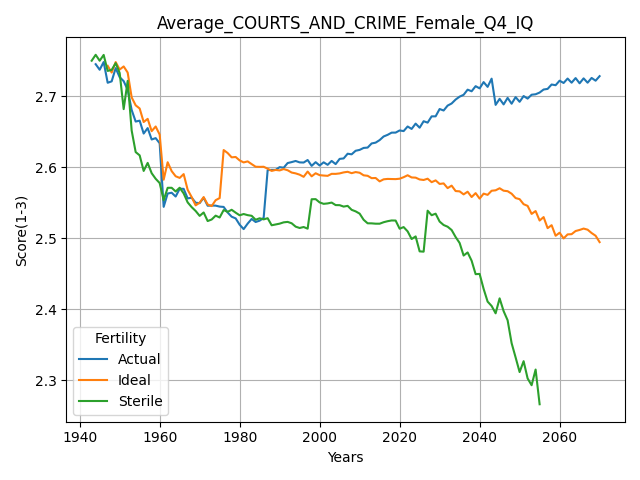 Average_COURTS_AND_CRIME_Female_Q4_IQ
Score(1-3)
2.7
2.6
2.5
2.4
2.3
Fertility
Actual
Ideal
Sterile
1940 1960 1980 2000 2020 2040 2060
Years